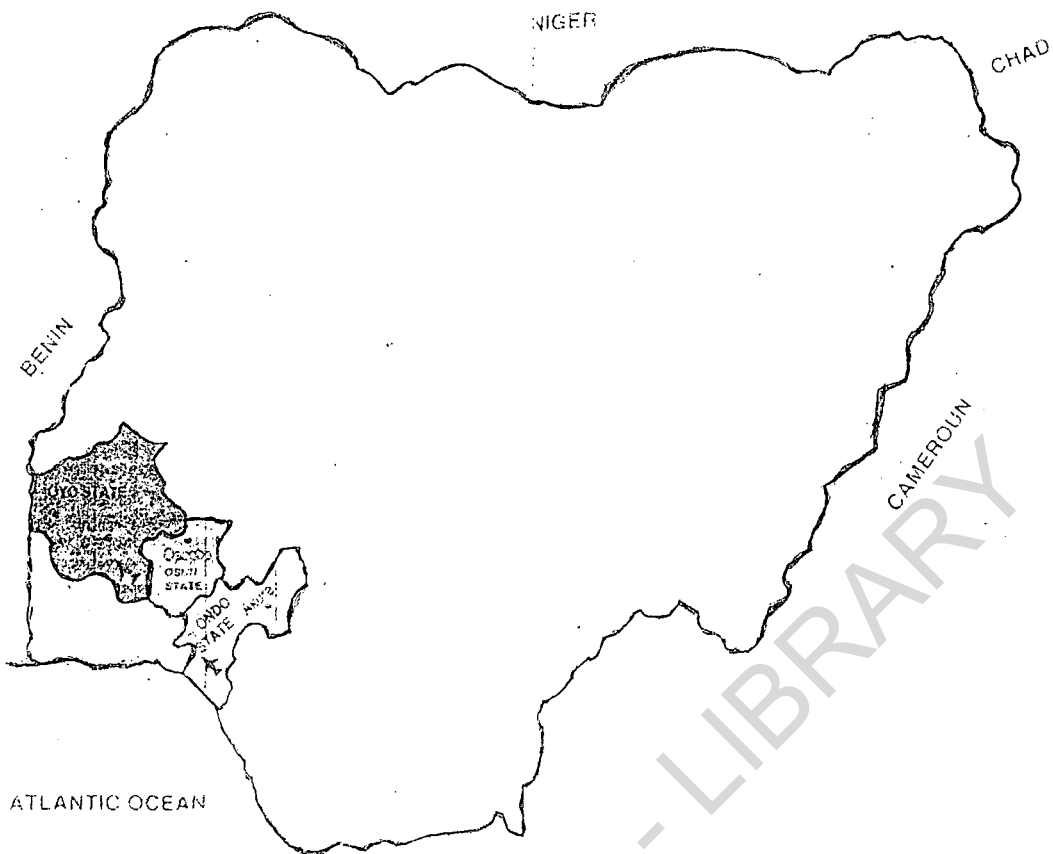 NIGER
CHAD
BENIN
CAMEROUN
OYO STATE
OSUN
STATE
ONDO
STATE
ATLANTIC OCEAN
- LIBRARY